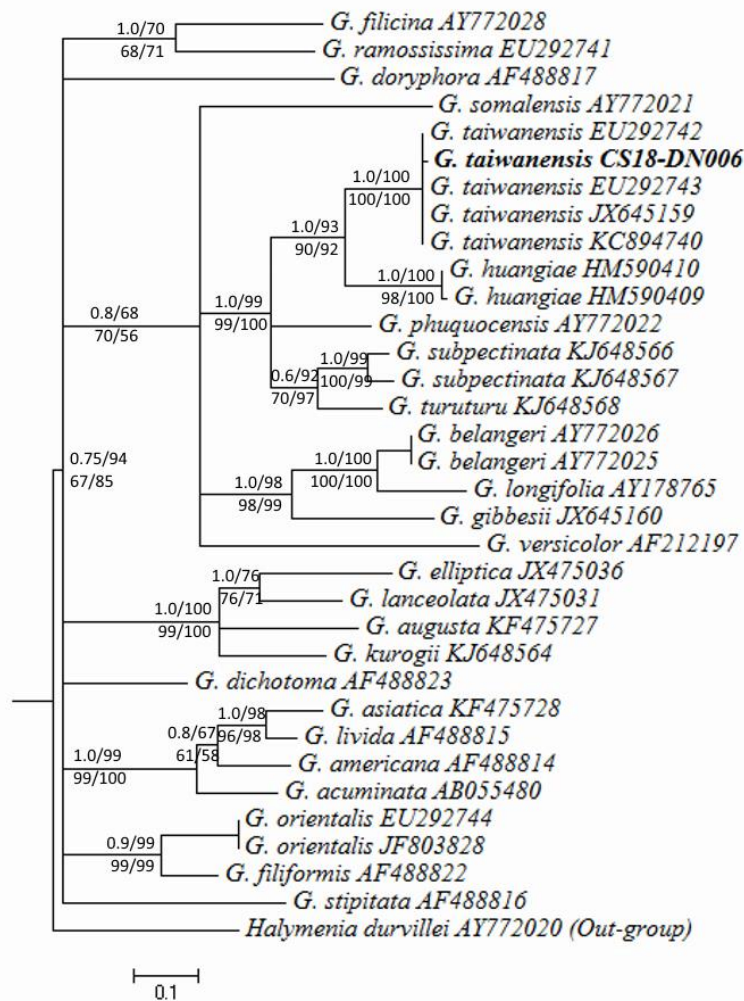 G. filicina AY772028
1.0/70
68/71
G. ramossissima EU292741
G. doryphora AF488817
G. somalensis AY772021
G. taiwanensis EU292742
G. taiwanensis CS18-DN006
1.0/100
100/100
G. taiwanensis EU292743
G. taiwanensis JX645159
1.0/93
90/92
G. taiwanensis KC894740
G. huangiae HM590410
1.0/100
98/100
G. huangiae HM590409
0.8/68
70/56
1.0/99
99/100
G. phuquocensis AY772022
G. subpectinata KJ648566
1.0/99
100/99
G. subpectinata KJ648567
0.6/92
70/97
G. turuturu KJ648568
G. belangeri AY772026
G. belangeri AY772025
1.0/100
100/100
0.75/94
67/85
1.0/98
98/99
G. longifolia AY178765
G. gibbesii JX645160
G. versicolor AF212197
G. elliptica JX475036
1.0/76
76/71
G. lanceolata JX475031
1.0/100
99/100
G. augusta KF475727
G. kurogii KJ648564
G. dichotoma AF488823
G. asiatica KF475728
1.0/98
96/98
G. livida AF488815
0.8/67
61/58
G. americana AF488814
1.0/99
99/100
G. acuminata AB055480
G. orientalis EU292744
G. orientalis JF803828
0.9/99
99/99
G. filiformis AF488822
G. stipitata AF488816
Halymenia durvillei AY772020 (Out-group)
0.1